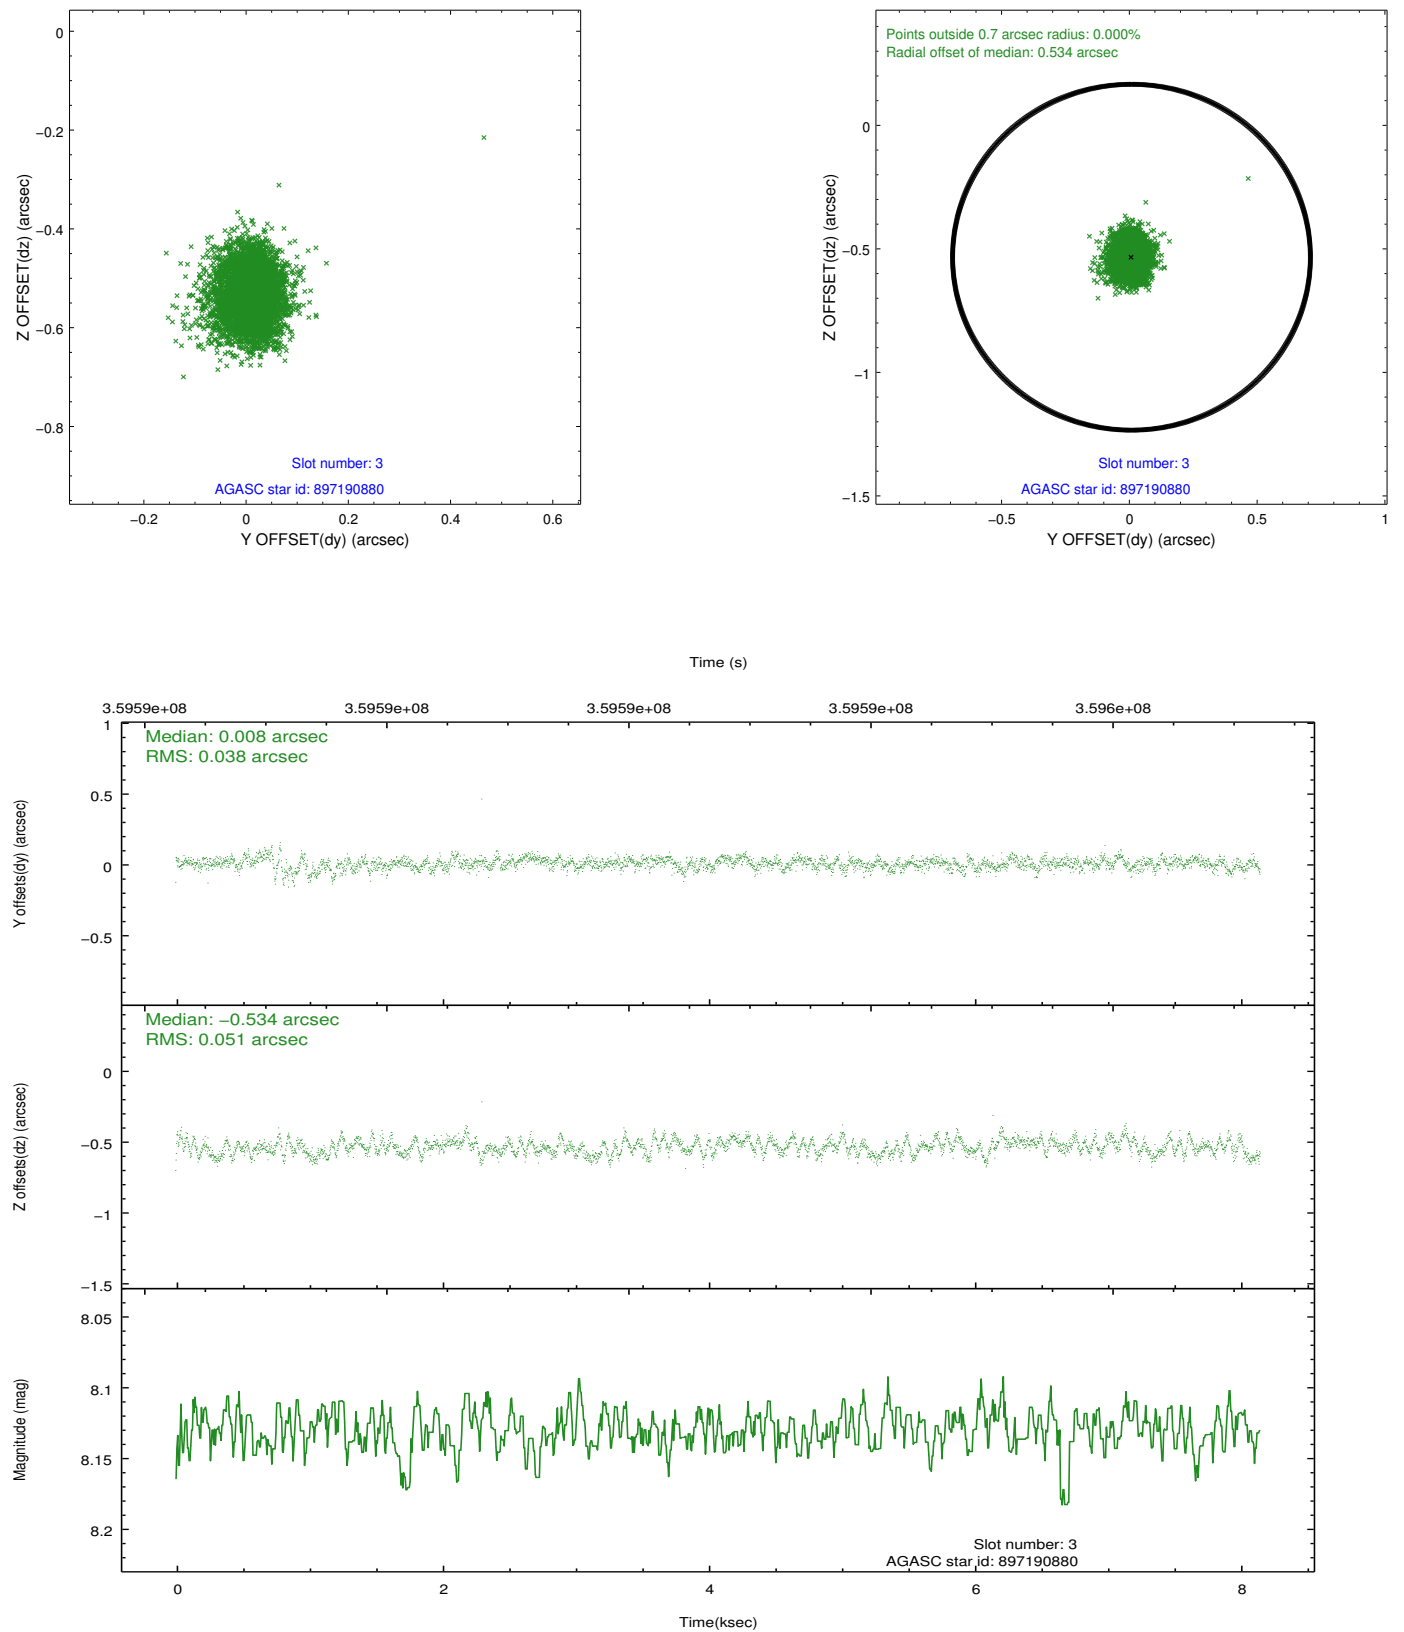 0
−0.2
−0.4
−0.6
−0.8
Z OFFSET(dz) (arcsec)
Slot number: 3
AGASC star id: 897190880
−0.2 0 0.2 0.4 0.6
Y OFFSET(dy) (arcsec)
Points outside 0.7 arcsec radius: 0.000%
Radial offset of median: 0.534 arcsec
0
−0.5
−1
−1.5
Z OFFSET(dz) (arcsec)
Slot number: 3
AGASC star id: 897190880
−0.5 0 0.5 1
Y OFFSET(dy) (arcsec)
Time (s)
3.5959e+08 3.5959e+08 3.5959e+08 3.5959e+08 3.596e+08
Median: 0.008 arcsec
RMS: 0.038 arcsec
1
0.5
0
−0.5
Y offsets(dy) (arcsec)
Median: −0.534 arcsec
RMS: 0.051 arcsec
0
−0.5
−1
−1.5
Z offsets(dz) (arcsec)
8.05
8.1
8.15
8.2
Magnitude (mag)
Slot number: 3
AGASC star id: 897190880
0 2 4 6 8
Time(ksec)